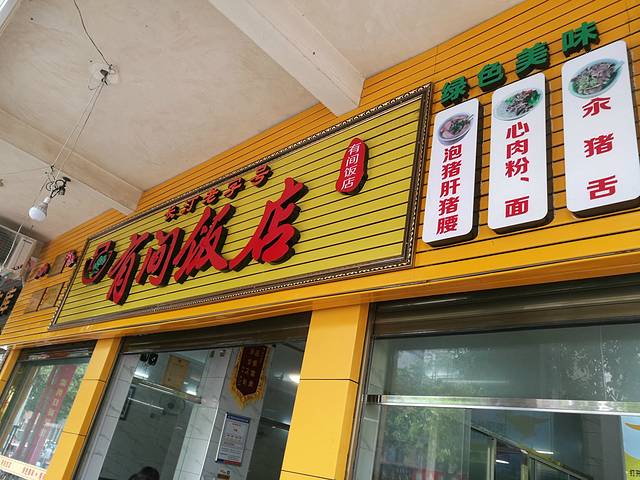 长汀老字号
有间饭店
有间饭店
绿色美味
泡猪肝猪腰
心肉粉、面
汆猪舌